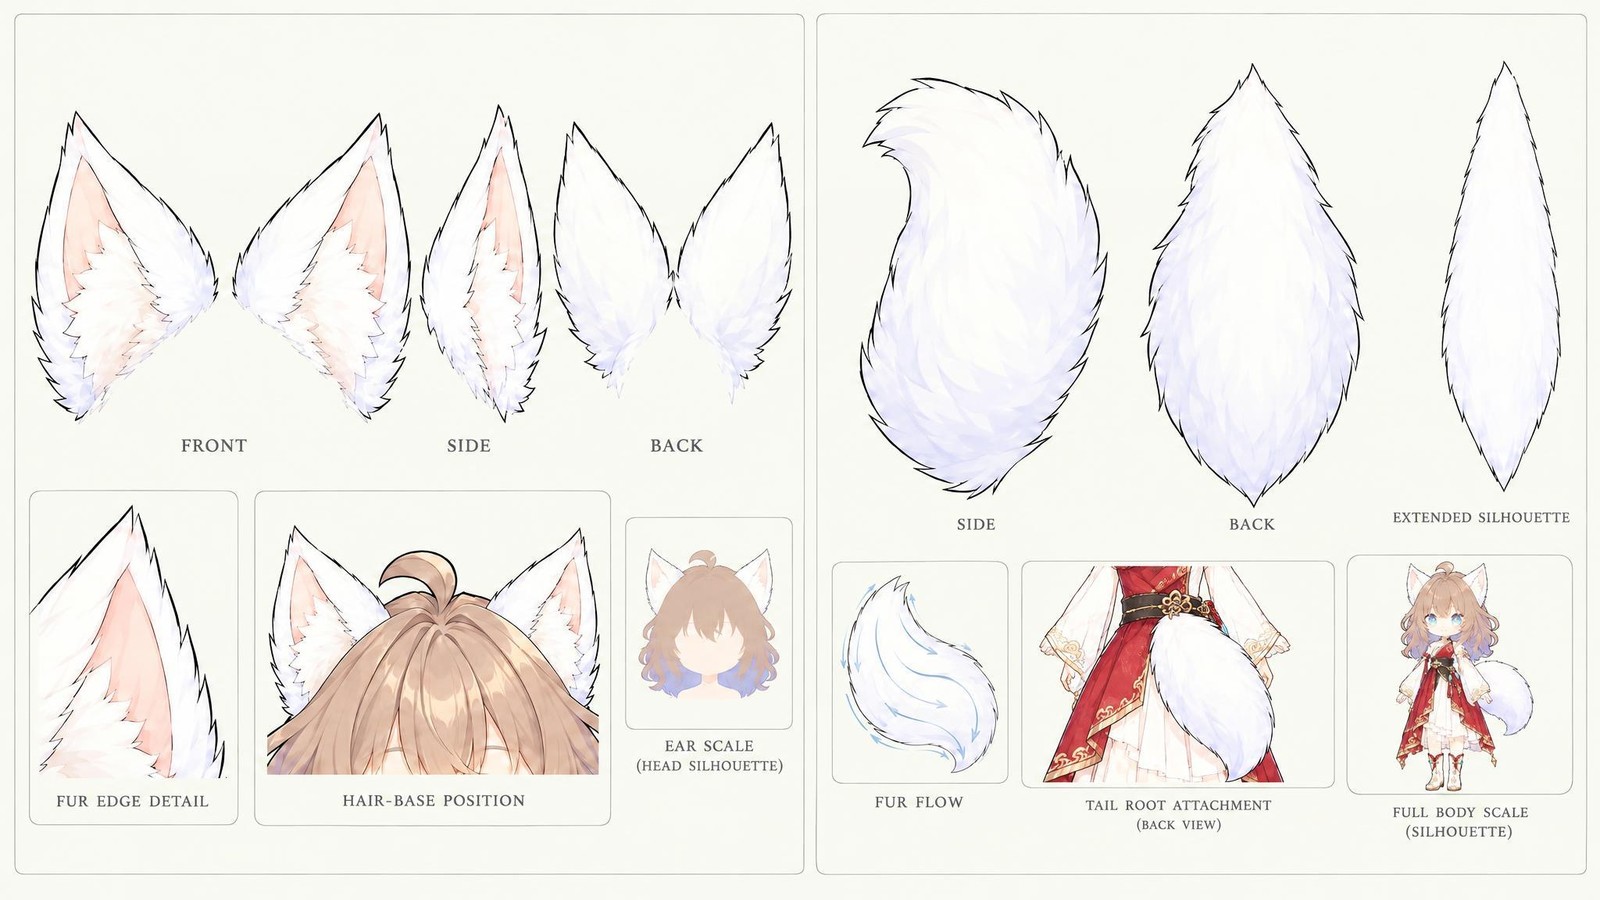 FRONT
SIDE
BACK
FUR EDGE DETAIL
HAIR-BASE POSITION
EAR SCALE
(HEAD SILHOUETTE)
SIDE
BACK
EXTENDED SILHOUETTE
FUR FLOW
TAIL ROOT ATTACHMENT
(BACK VIEW)
FULL BODY SCALE
(SILHOUETTE)